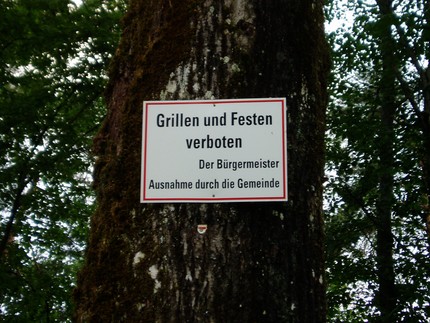 Grillen und Festen
verboten
Der Bürgermeister
Ausnahme durch die Gemeinde